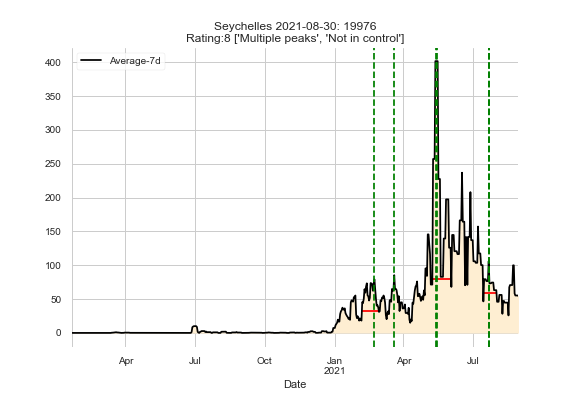 Seychelles 2021-08-30: 19976
Rating:8 ['Multiple peaks', 'Not in control']
Average-7d
400
350
300
250
200
150
100
50
0
Apr
Jul
Oct
Jan
2021
Apr
Jul
Date